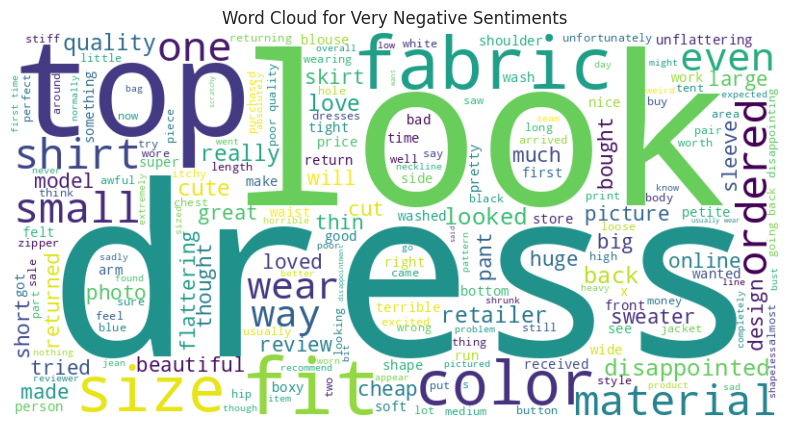 Word Cloud for Very Negative Sentiments
stiff returning blouse overall low white shoulder unfortunately unflattering
quality one wearing fabric wash even
little top look skirt saw work large
first time perfect around normally now something bag try wore piece super
purchased absolutely hole poor quality love dresses tight nice buy tent area
expected disappointing weird might day want scratchy seam
shirt really price went bad time long arrived pair worth
return well say much first bought sleeve ordered
model never think awful length make side pretty
small cute itchy will neckline body know
extremely sized chest horrible great washed black print petite usually wear going back
felt waist cut looked store picture
zipper flattering thin good pant big online
sadly arm found loved poor go pattern said huge loose high wanted bust
sale photo feel sure thought wear better disappointment right came back x money line
short got part returned blue way bottom terrible front design
nothing usually excited wrong retailer sweater see jacket completely shapeless almost
tried review looking bit problem still heavy shrunk
jean beautiful dress shape run thing wide disappointed
reviewer size fit worn recommend received style
made hip boxy two cheap appear put pictured is color product sad
person though item soft lot medium button material